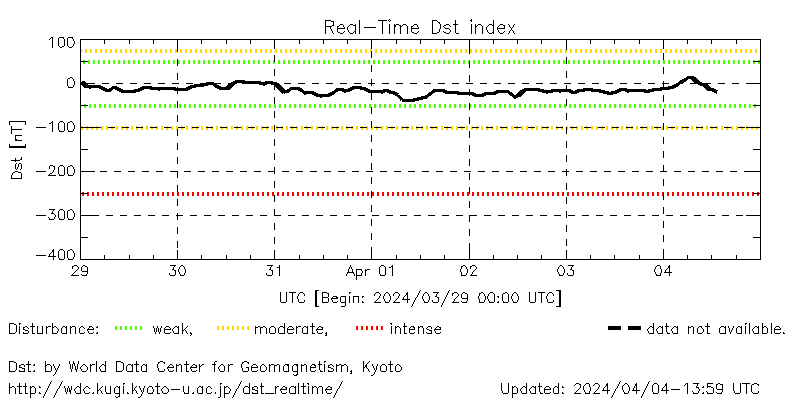 Real-Time Dst index
100
0
-100
-200
-300
-400
Dst [nT]
29 30 31 Apr 01 02 03 04
UTC [Begin: 2024/03/29 00:00 UTC]
Disturbance: weak, moderate, intense data not available.
Dst: by World Data Center for Geomagnetism, Kyoto
http://wdc.kugi.kyoto-u.ac.jp/dst_realtime/ Updated: 2024/04/04-13:59 UTC